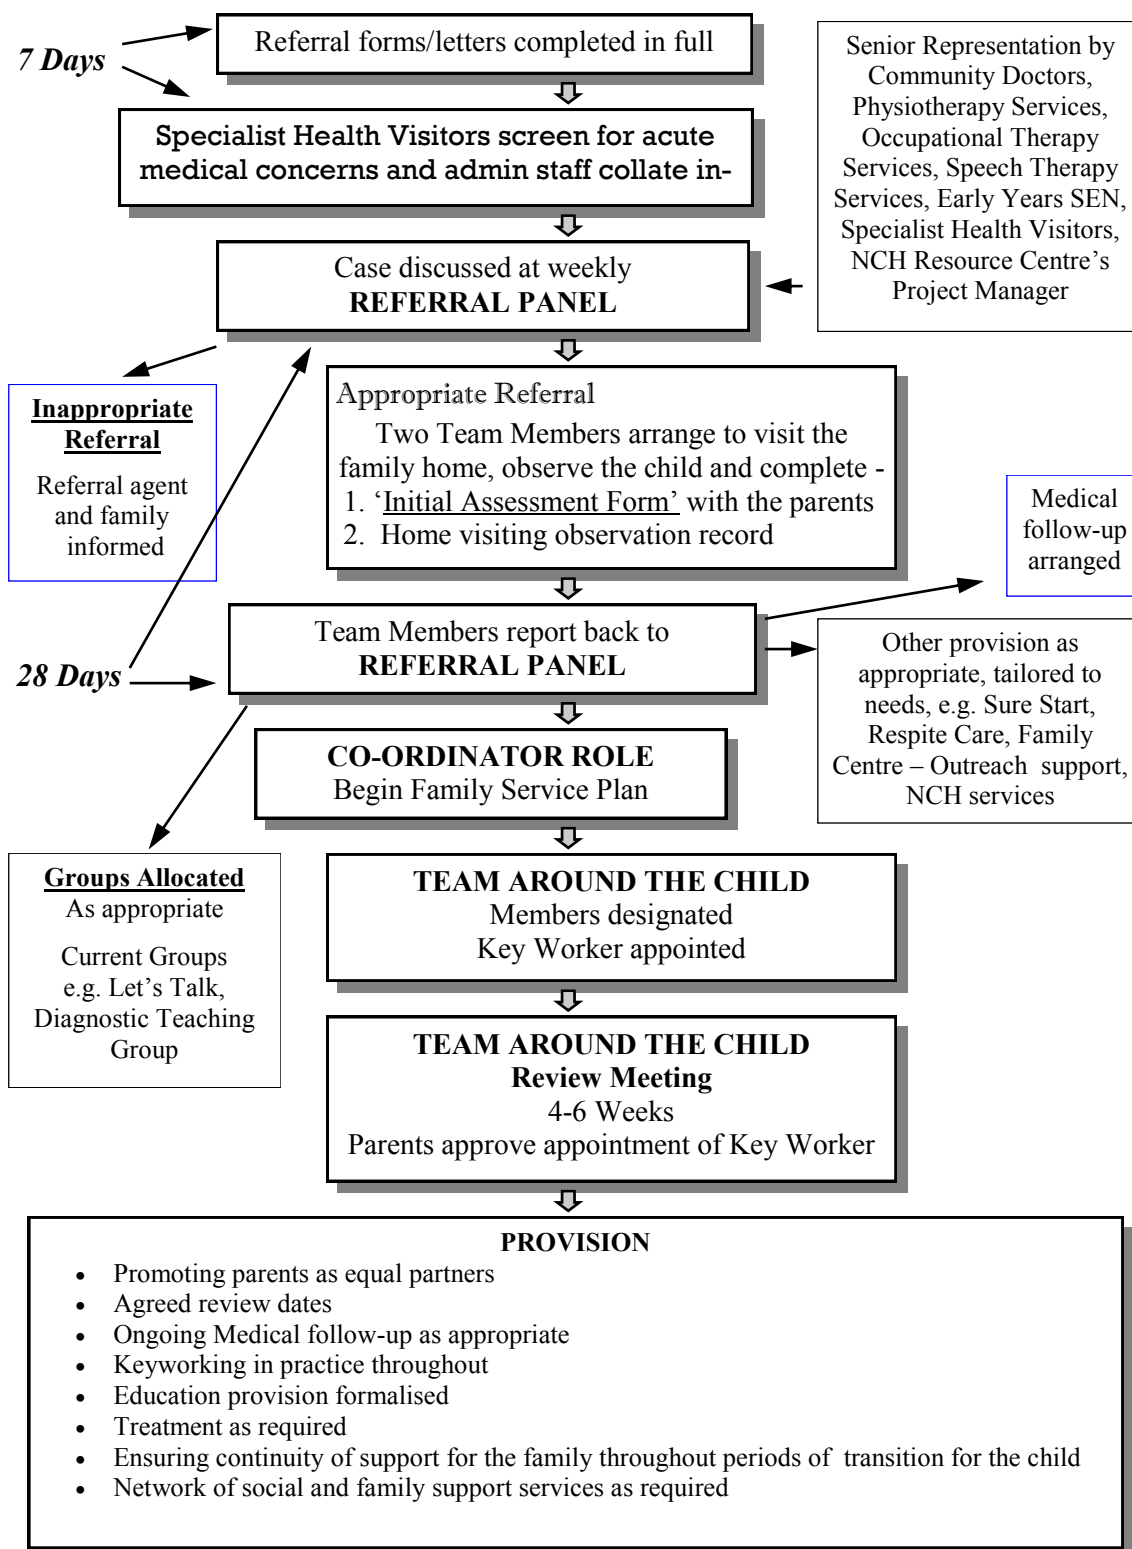 7 Days
Referral forms/letters completed in full
Specialist Health Visitors screen for acute
medical concerns and admin staff collate in-
Senior Representation by
Community Doctors,
Physiotherapy Services,
Occupational Therapy
Services, Speech Therapy
Services, Early Years SEN,
Specialist Health Visitors,
NCH Resource Centre’s
Project Manager
Case discussed at weekly
REFERRAL PANEL
Inappropriate
Referral
Referral agent
and family
informed
Appropriate Referral
Two Team Members arrange to visit the
family home, observe the child and complete -
1. ‘Initial Assessment Form’ with the parents
2. Home visiting observation record
Medical
follow-up
arranged
28 Days
Team Members report back to
REFERRAL PANEL
Other provision as
appropriate, tailored to
needs, e.g. Sure Start,
Respite Care, Family
Centre – Outreach support,
NCH services
CO-ORDINATOR ROLE
Begin Family Service Plan
Groups Allocated
As appropriate
Current Groups
e.g. Let’s Talk,
Diagnostic Teaching
Group
TEAM AROUND THE CHILD
Members designated
Key Worker appointed
TEAM AROUND THE CHILD
Review Meeting
4-6 Weeks
Parents approve appointment of Key Worker
PROVISION
• Promoting parents as equal partners
• Agreed review dates
• Ongoing Medical follow-up as appropriate
• Keyworking in practice throughout
• Education provision formalised
• Treatment as required
• Ensuring continuity of support for the family throughout periods of transition for the child
• Network of social and family support services as required